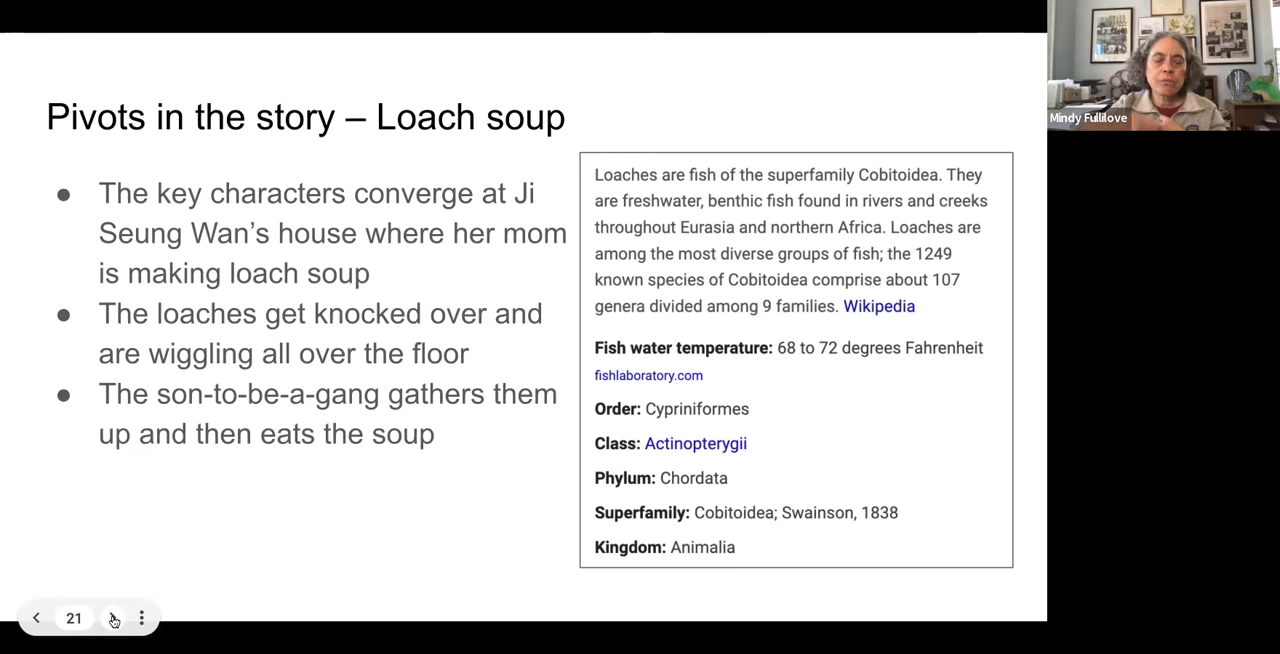 Pivots in the story – Loach soup
● The key characters converge at Ji
Seung Wan's house where her mom
is making loach soup
● The loaches get knocked over and
are wiggling all over the floor
● The son-to-be-a-gang gathers them
up and then eats the soup
Loaches are fish of the superfamily Cobitoidea. They
are freshwater, benthic fish found in rivers and creeks
throughout Eurasia and northern Africa. Loaches are
among the most diverse groups of fish; the 1249
known species of Cobitoidea comprise about 107
genera divided among 9 families. Wikipedia
Fish water temperature: 68 to 72 degrees Fahrenheit
fishlaboratory.com
Order: Cypriniformes
Class: Actinopterygii
Phylum: Chordata
Superfamily: Cobitoidea; Swainson, 1838
Kingdom: Animalia
Mindy Fullilove
21